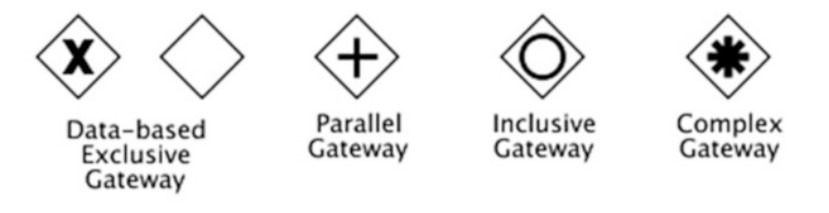 X
Data-based
Exclusive
Gateway
Parallel
Gateway
Inclusive
Gateway
Complex
Gateway